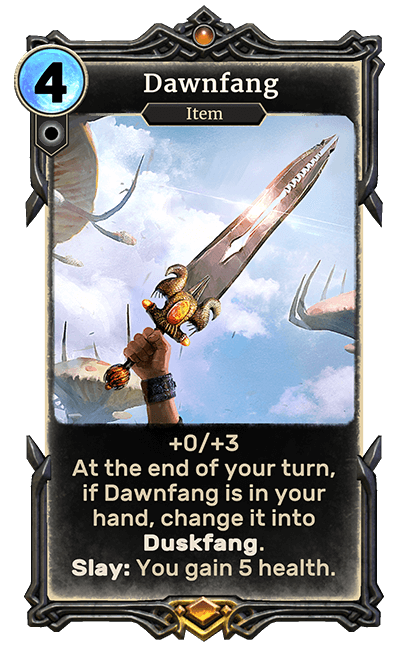 4
Dawnfang
Item
+0/+3
At the end of your turn,
if Dawnfang is in your
hand, change it into
Duskfang.
Slay: You gain 5 health.